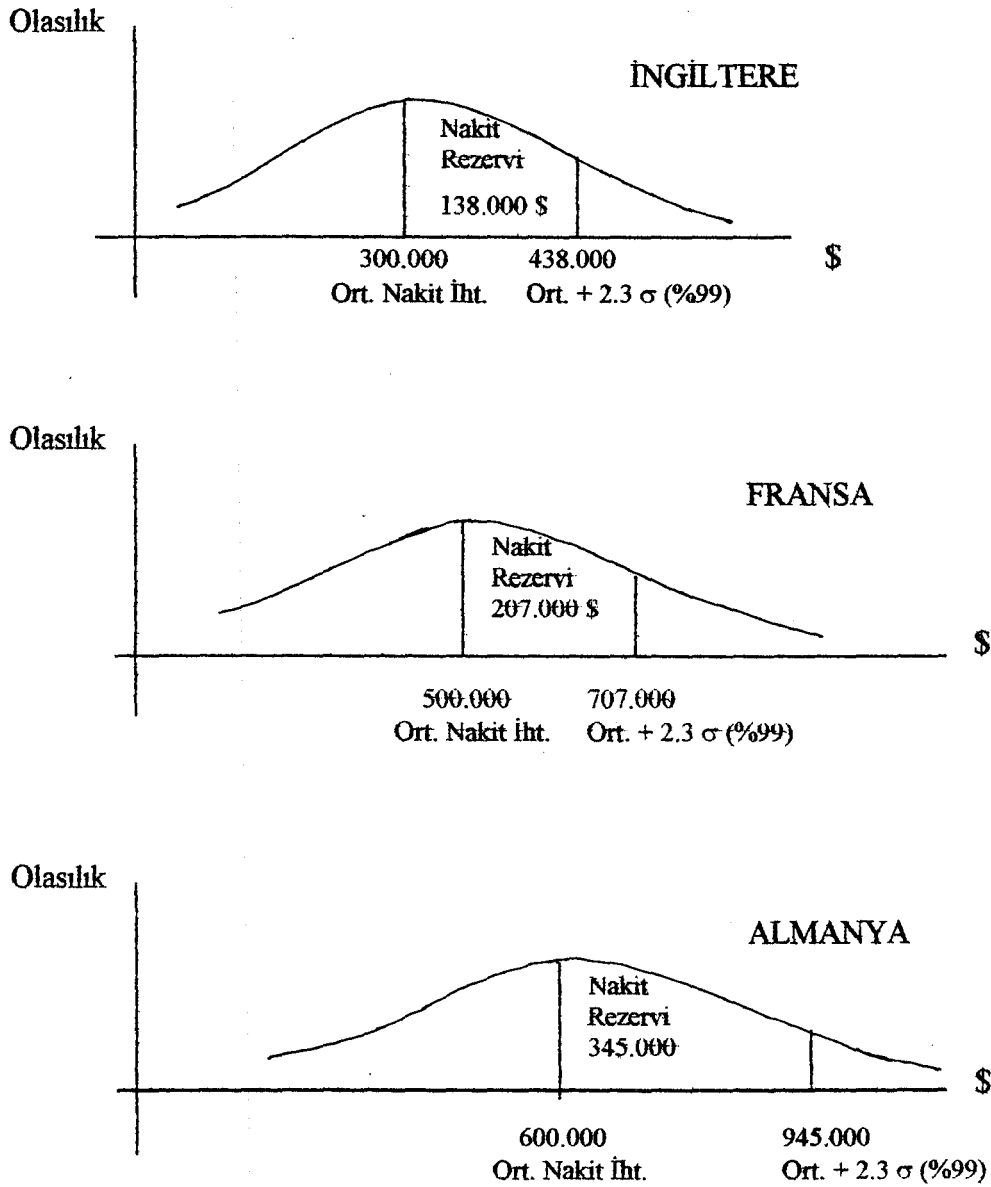 Olasılık
İNGİLTERE
Nakit
Rezervi
138.000 $
300.000 438.000 $
Ort. Nakit İht. Ort. + 2.3 σ (%99)
Olasılık
FRANSA
Nakit
Rezervi
207.000 $
$
500.000 707.000
Ort. Nakit İht. Ort. + 2.3 σ (%99)
Olasılık
ALMANYA
Nakit
Rezervi
345.000
$
600.000 945.000
Ort. Nakit İht. Ort. + 2.3 σ (%99)